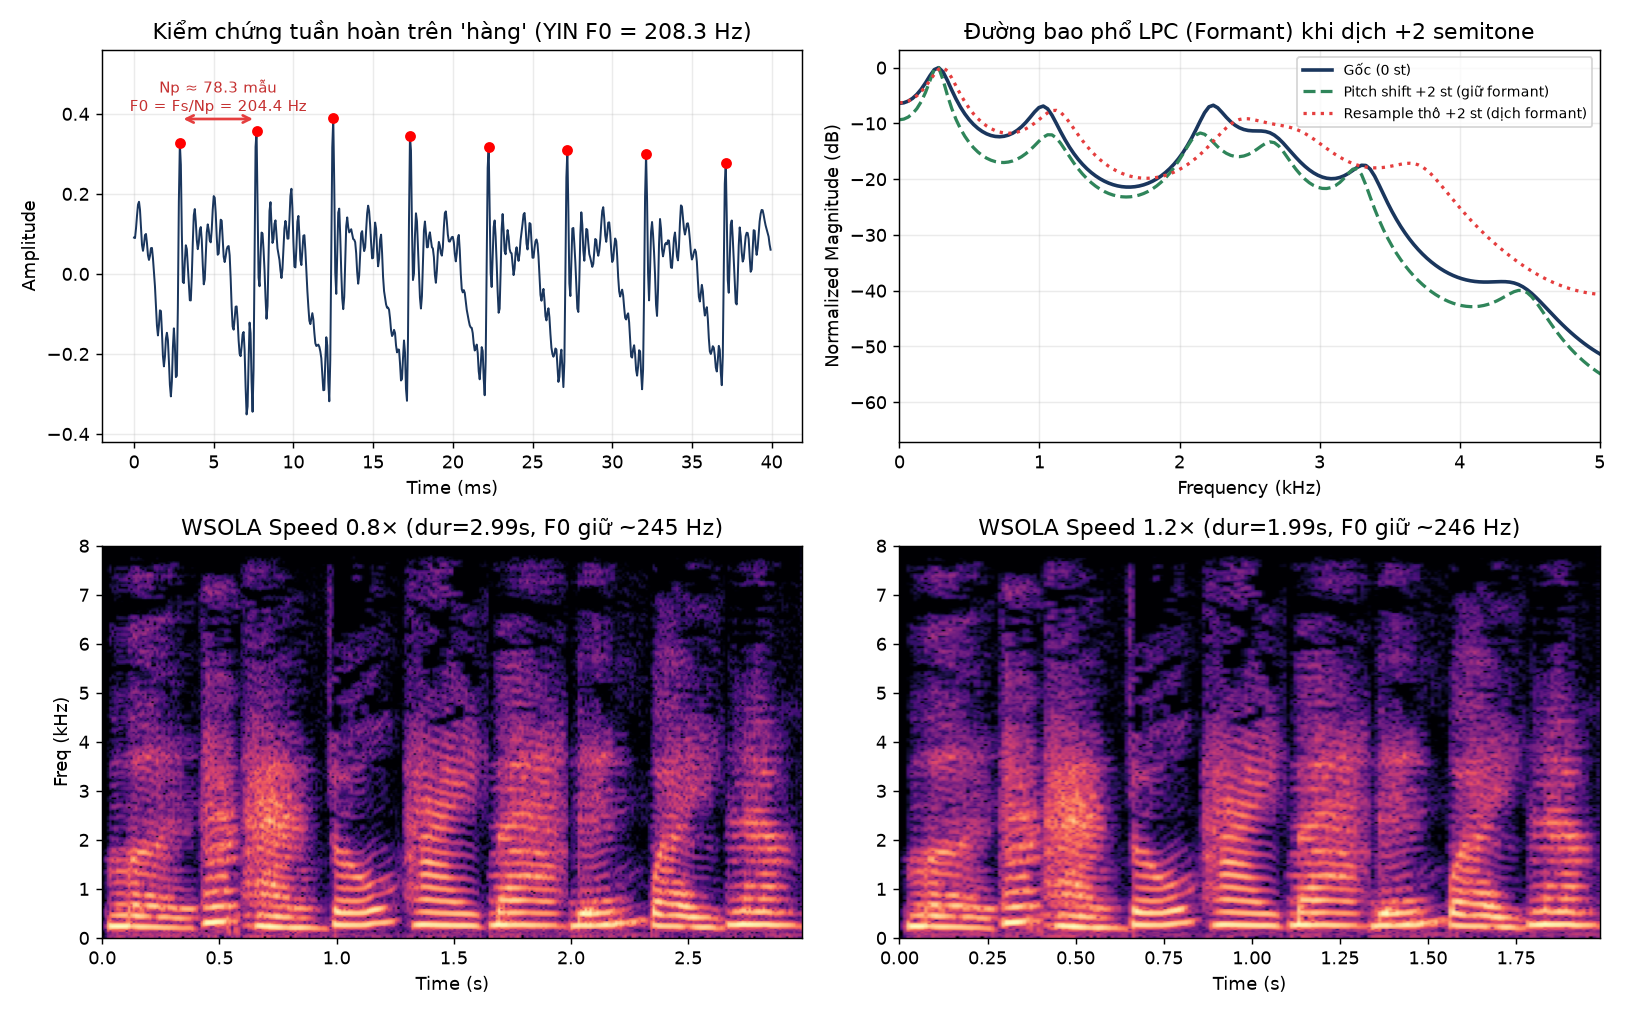 Kiểm chứng tuần hoàn trên 'hàng' (YIN F0 = 208.3 Hz)
Np ≈ 78.3 mẫu
F0 = Fs/Np = 204.4 Hz
Amplitude
0.4
0.2
0.0
−0.2
−0.4
0 5 10 15 20 25 30 35 40
Time (ms)
Đường bao phổ LPC (Formant) khi dịch +2 semitone
Gốc (0 st)
Pitch shift +2 st (giữ formant)
Resample thô +2 st (dịch formant)
Normalized Magnitude (dB)
0
−10
−20
−30
−40
−50
−60
0 1 2 3 4 5
Frequency (kHz)
WSOLA Speed 0.8× (dur=2.99s, F0 giữ ~245 Hz)
Freq (kHz)
8
7
6
5
4
3
2
1
0
0.0 0.5 1.0 1.5 2.0 2.5
Time (s)
WSOLA Speed 1.2× (dur=1.99s, F0 giữ ~246 Hz)
8
7
6
5
4
3
2
1
0
0.00 0.25 0.50 0.75 1.00 1.25 1.50 1.75
Time (s)